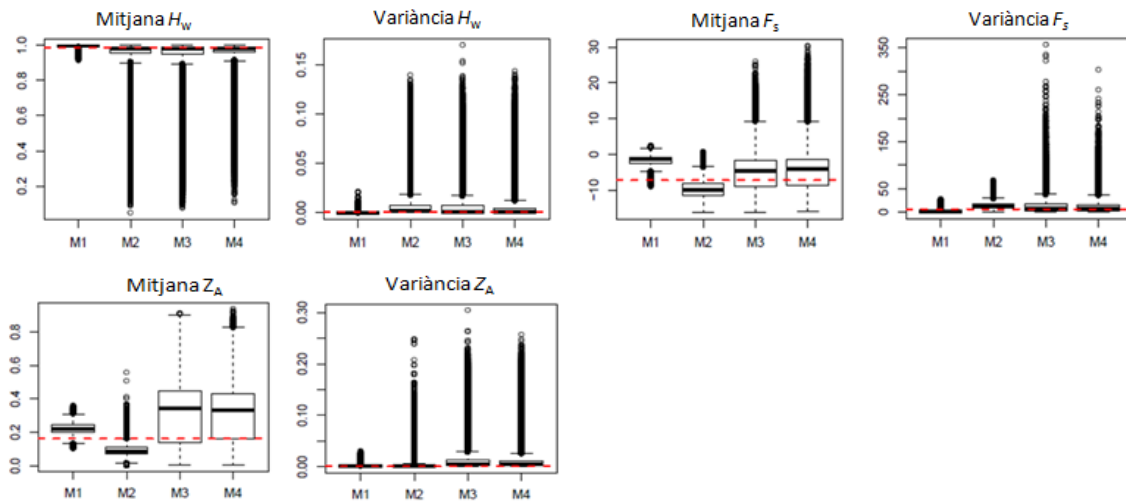 Mitjana Hw
1.0
0.8
0.6
0.4
0.2
M1 M2 M3 M4
Variància Hw
0.15
0.10
0.05
0.00
M1 M2 M3 M4
Mitjana Fs
30
20
10
0
-10
M1 M2 M3 M4
Variància Fs
350
250
150
50
0
M1 M2 M3 M4
Mitjana ZA
0.8
0.6
0.4
0.2
0.0
M1 M2 M3 M4
Variància ZA
0.30
0.20
0.10
0.00
M1 M2 M3 M4